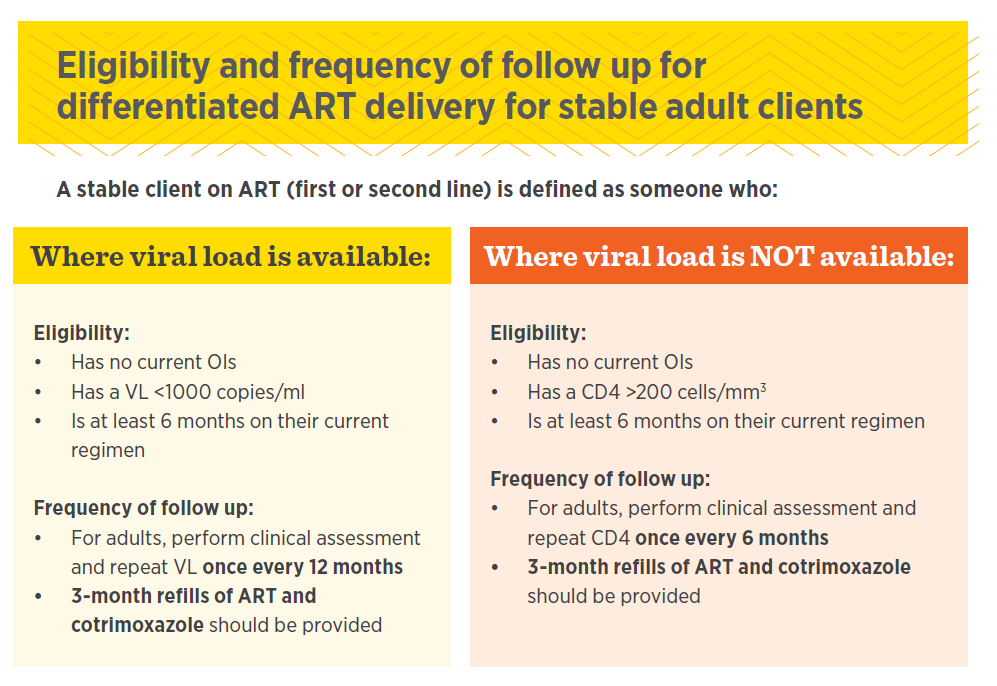 Eligibility and frequency of follow up for
differentiated ART delivery for stable adult clients
A stable client on ART (first or second line) is defined as someone who:
Where viral load is available:
Eligibility:
• Has no current OIs
• Has a VL <1000 copies/ml
• Is at least 6 months on their current
regimen
Frequency of follow up:
• For adults, perform clinical assessment
and repeat VL once every 12 months
• 3-month refills of ART and
cotrimoxazole should be provided
Where viral load is NOT available:
Eligibility:
• Has no current OIs
• Has a CD4 >200 cells/mm³
• Is at least 6 months on their current regimen
Frequency of follow up:
• For adults, perform clinical assessment and
repeat CD4 once every 6 months
• 3-month refills of ART and cotrimoxazole
should be provided